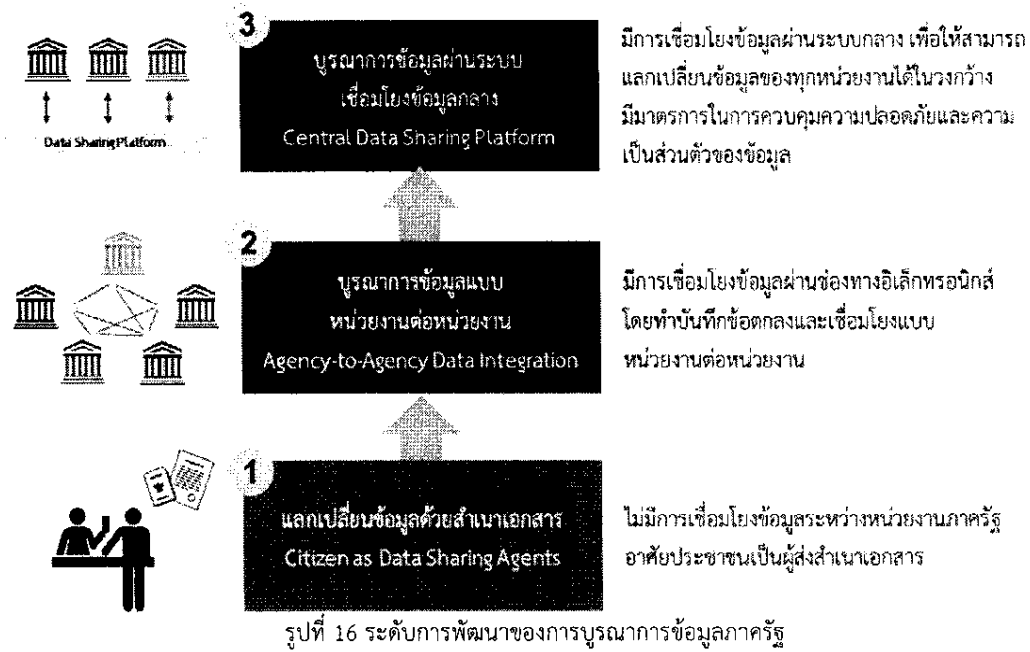 3
บูรณาการข้อมูลผ่านระบบ
เชื่อมโยงข้อมูลกลาง
Central Data Sharing Platform
Data Sharing Platform
มีการเชื่อมโยงข้อมูลผ่านระบบกลาง เพื่อให้สามารถ
แลกเปลี่ยนข้อมูลของทุกหน่วยงานได้ในวงกว้าง
มีมาตรการในการควบคุมความปลอดภัยและความ
เป็นส่วนตัวของข้อมูล
2
บูรณาการข้อมูลแบบ
หน่วยงานต่อหน่วยงาน
Agency-to-Agency Data Integration
มีการเชื่อมโยงข้อมูลผ่านช่องทางอิเล็กทรอนิกส์
โดยทำบันทึกข้อตกลงและเชื่อมโยงแบบ
หน่วยงานต่อหน่วยงาน
1
แลกเปลี่ยนข้อมูลด้วยสำเนาเอกสาร
Citizen as Data Sharing Agents
ไม่มีการเชื่อมโยงข้อมูลระหว่างหน่วยงานภาครัฐ
อาศัยประชาชนเป็นผู้ส่งสำเนาเอกสาร
รูปที่ 16 ระดับการพัฒนาของการบูรณาการข้อมูลภาครัฐ